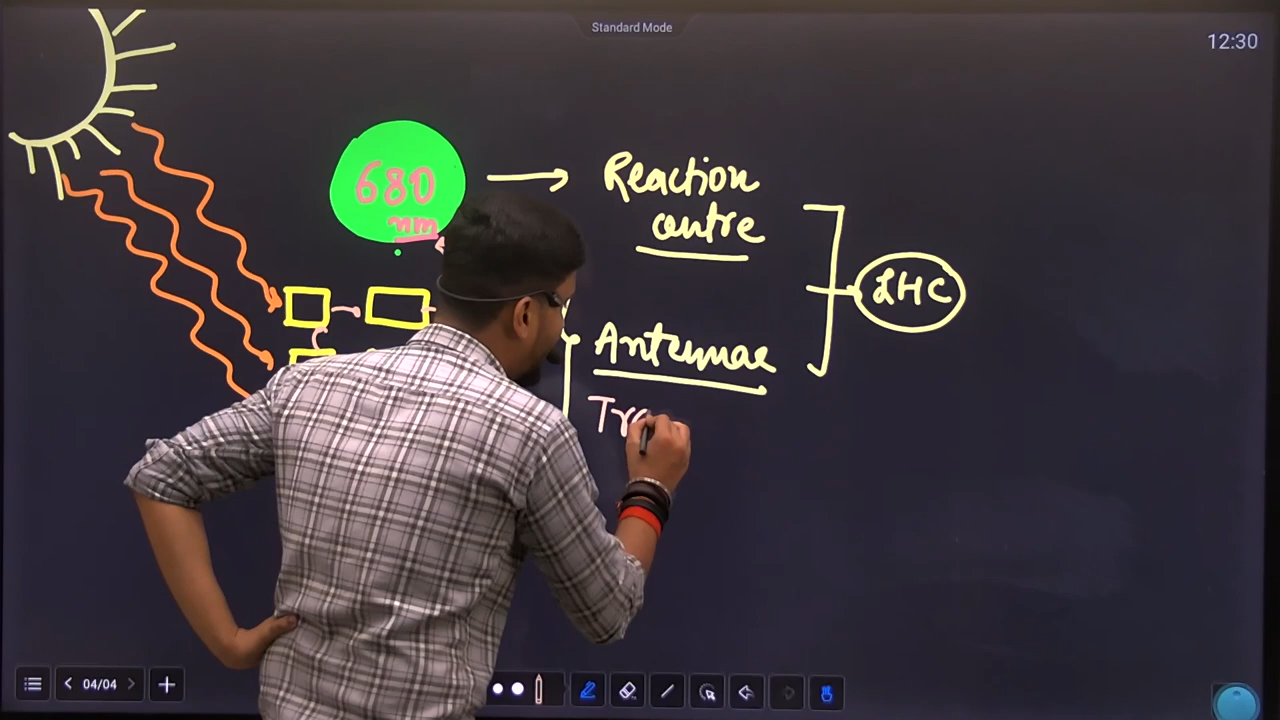 Standard Mode
12:30
680
nm
Reaction
centre
LHC
Antennae
04/04